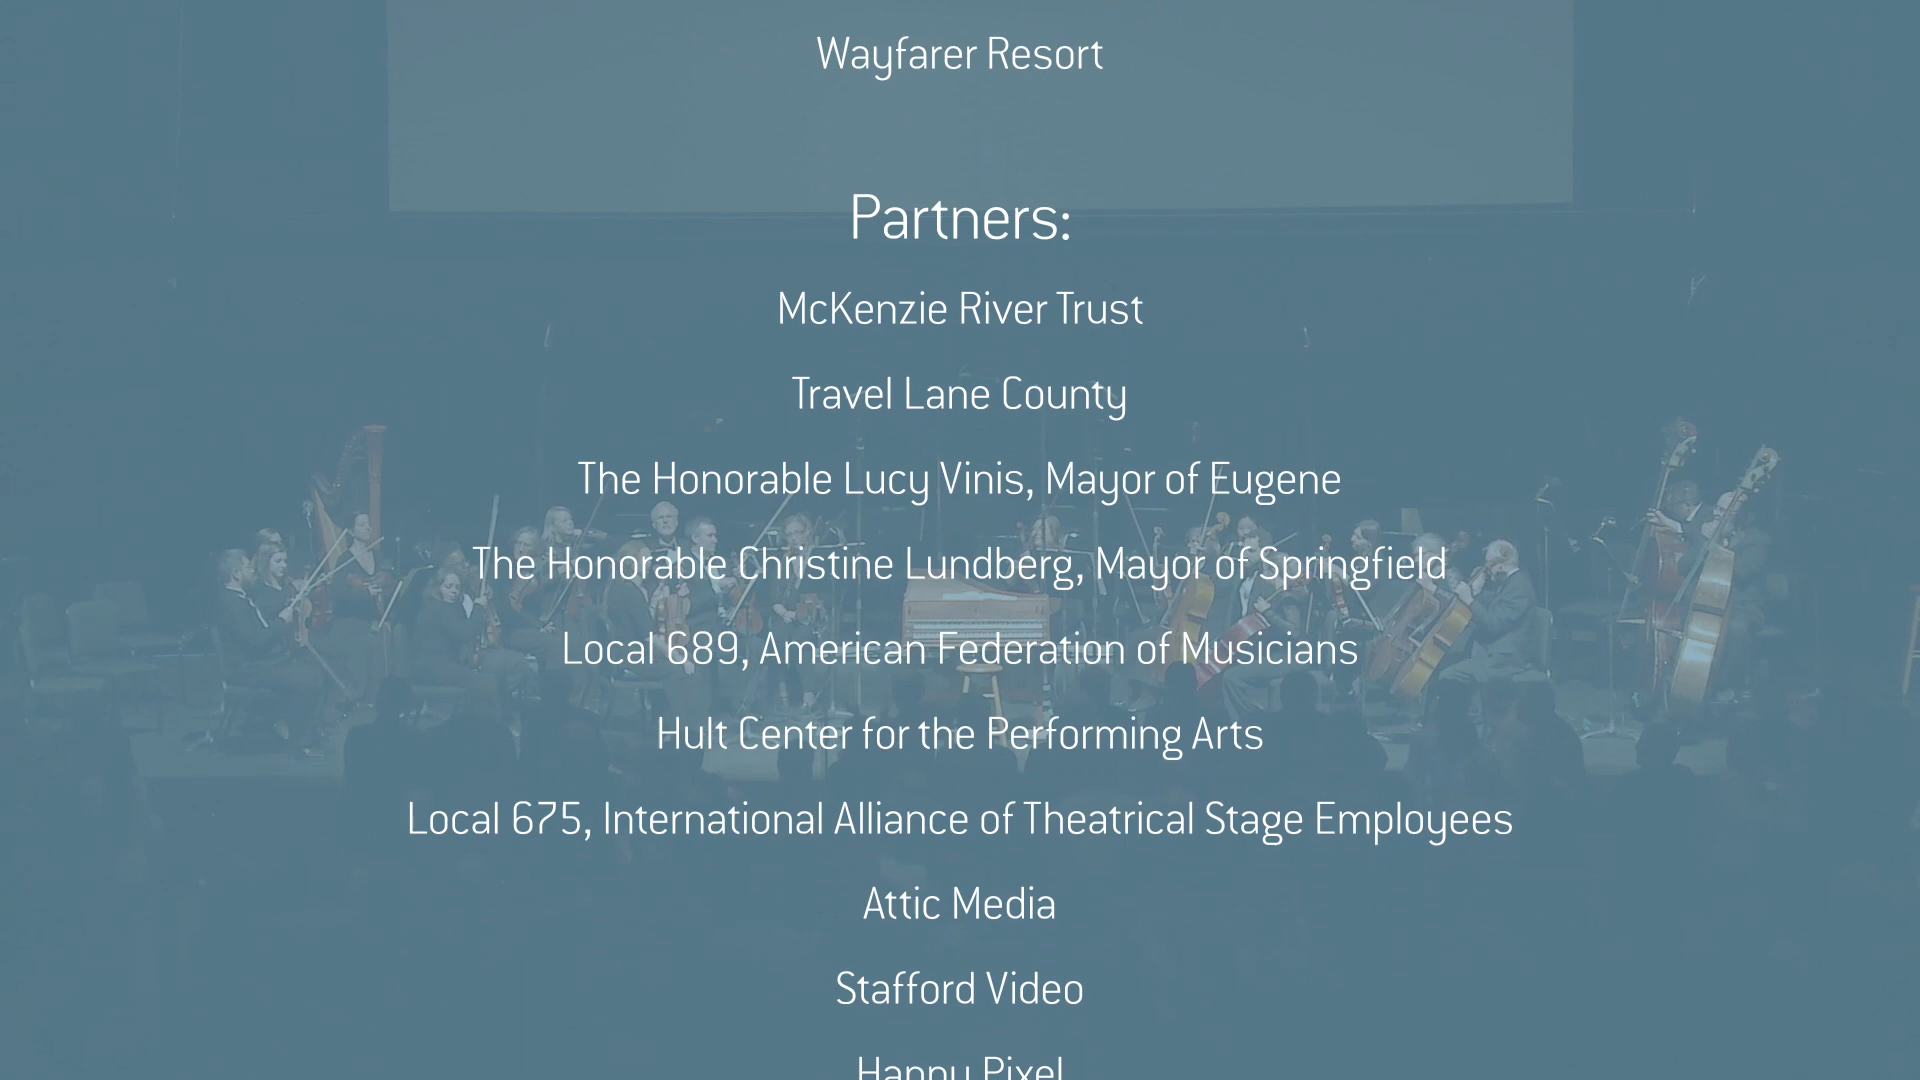 Wayfarer Resort
Partners:
McKenzie River Trust
Travel Lane County
The Honorable Lucy Vinis, Mayor of Eugene
The Honorable Christine Lundberg, Mayor of Springfield
Local 689, American Federation of Musicians
Hult Center for the Performing Arts
Local 675, International Alliance of Theatrical Stage Employees
Attic Media
Stafford Video
Happy Pixel